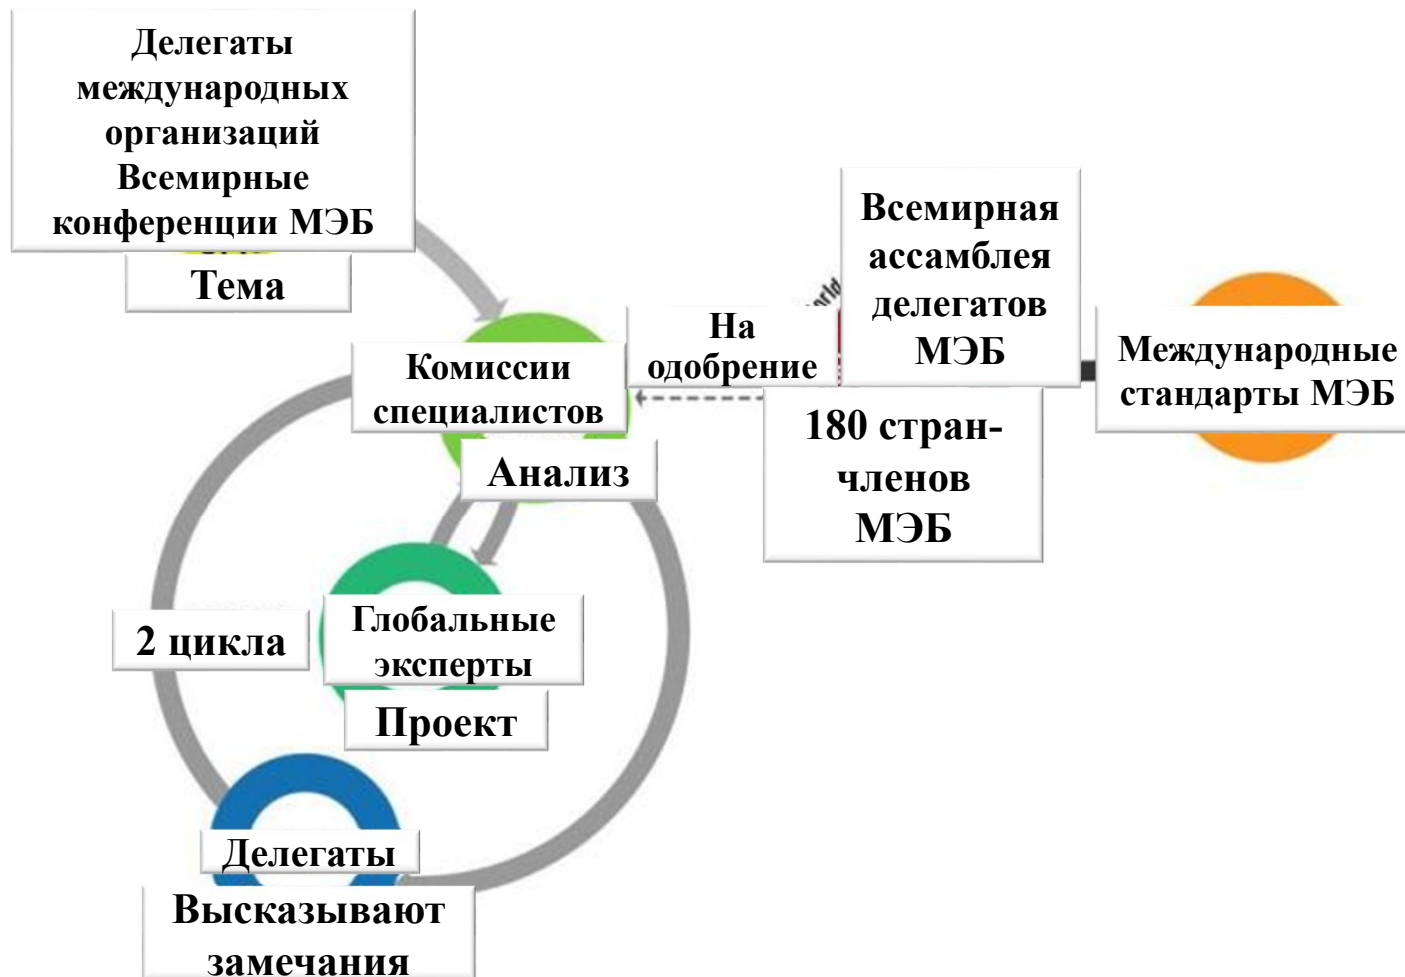 Делегаты
международных
организаций
Всемирные
конференции МЭБ
Тема
Комиссии
специалистов
Анализ
На
одобрение
Всемирная
ассамблея
делегатов
МЭБ
180 стран-
членов
МЭБ
Международные
стандарты МЭБ
2 цикла
Глобальные
эксперты
Проект
Делегаты
Высказывают
замечания